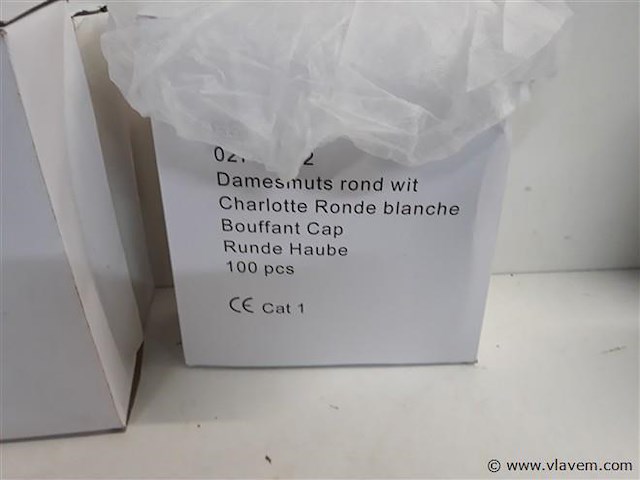 Damesmuts rond wit
Charlotte Ronde blanche
Bouffant Cap
Runde Haube
100 pcs
CE Cat 1
© www.vlavem.com